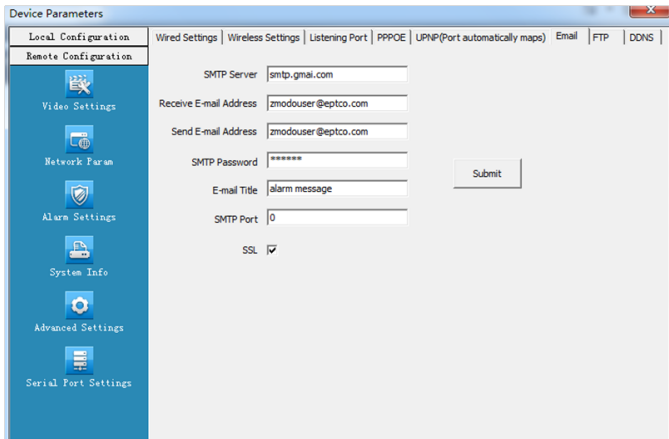 Device Parameters
Local Configuration
Remote Configuration
Video Settings
Network Param
Alarm Settings
System Info
Advanced Settings
Serial Port Settings
Wired Settings Wireless Settings Listening Port PPPOE UPNP(Port automatically maps) Email FTP DDNS
SMTP Server smtp.gmai.com
Receive E-mail Address zmodouser@eptco.com
Send E-mail Address zmodouser@eptco.com
SMTP Password ******
E-mail Title alarm message
SMTP Port 0
SSL
Submit